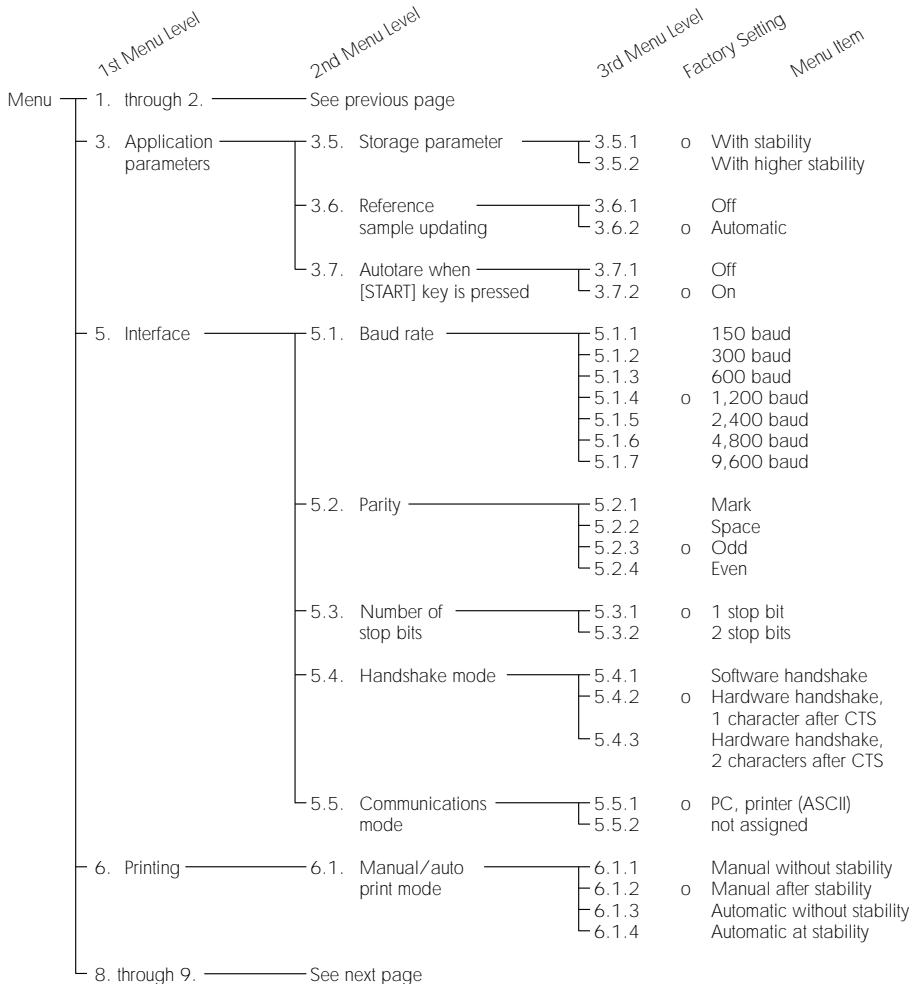 1st Menu Level 2nd Menu Level 3rd Menu Level Factory Setting Menu Item
Menu 1. through 2. See previous page
3. Application 3.5. Storage parameter 3.5.1 o With stability
parameters 3.5.2 With higher stability
3.6. Reference 3.6.1 Off
sample updating 3.6.2 o Automatic
3.7. Autotare when 3.7.1 Off
[START] key is pressed 3.7.2 o On
5. Interface 5.1. Baud rate 5.1.1 150 baud
5.1.2 300 baud
5.1.3 600 baud
5.1.4 o 1,200 baud
5.1.5 2,400 baud
5.1.6 4,800 baud
5.1.7 9,600 baud
5.2. Parity 5.2.1 Mark
5.2.2 Space
5.2.3 o Odd
5.2.4 Even
5.3. Number of 5.3.1 o 1 stop bit
stop bits 5.3.2 2 stop bits
5.4. Handshake mode 5.4.1 Software handshake
5.4.2 o Hardware handshake,
1 character after CTS
5.4.3 Hardware handshake,
2 characters after CTS
5.5. Communications 5.5.1 o PC, printer (ASCII)
mode 5.5.2 not assigned
6. Printing 6.1. Manual/auto 6.1.1 Manual without stability
print mode 6.1.2 o Manual after stability
6.1.3 Automatic without stability
6.1.4 Automatic at stability
8. through 9. See next page